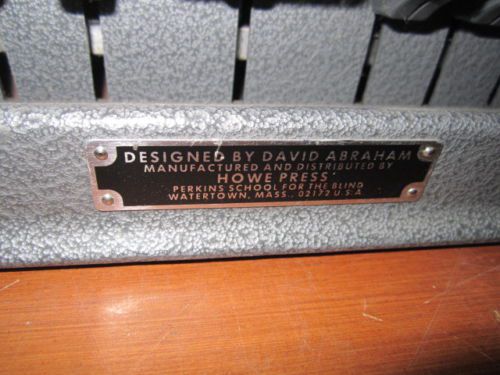 DESIGNED BY DAVID ABRAHAM
MANUFACTURED AND DISTRIBUTED BY
HOWE PRESS
PERKINS SCHOOL FOR THE BLIND
WATERTOWN, MASS., 02172 U.S.A